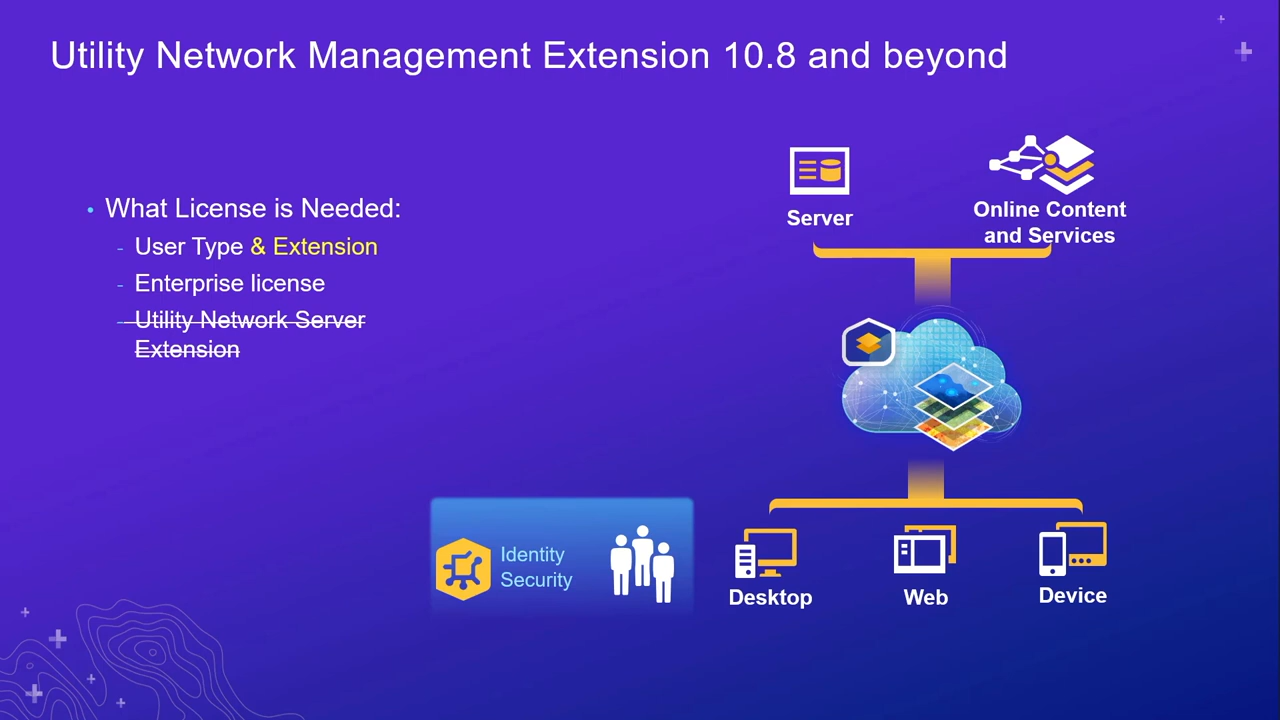 Utility Network Management Extension 10.8 and beyond
• What License is Needed:
- User Type & Extension
- Enterprise license
- Utility Network Server
Extension
Server
Online Content
and Services
Identity
Security
Desktop
Web
Device